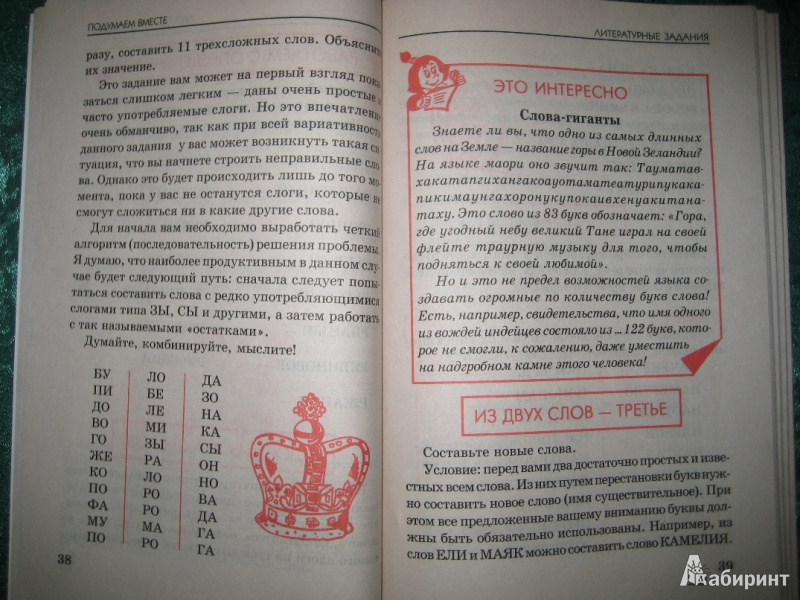 ПОДУМАЕМ ВМЕСТЕ
разу, составить 11 трехсложных слов. Объясни
их значение.
Это задание вам может на первый взгляд пока-
заться слишком легким — даны очень простые и
часто употребляемые слоги. Но это впечатление
очень обманчиво, так как при всей вариативности
данного задания у вас может возникнуть такая си-
туация, что вы начнете строить неправильные сло-
ва. Однако это будет происходить лишь до того мо-
мента, пока у вас не останутся слоги, которые не
смогут сложиться ни в какие другие слова.
Для начала вам необходимо выработать четкий
алгоритм (последовательность) решения проблемы.
Я думаю, что наиболее продуктивным в данном слу-
чае будет следующий путь: сначала следует попы-
таться составить слова с редко употребляющимися
слогами типа ЗЫ, СЫ и другими, а затем работать
с так называемыми «остатками».
Думайте, комбинируйте, мыслите!
БУ ЛО ДА
ПИ БЕ ЗО
ДО ЛЕ НА
ВО МИ КА
ГО ЗЫ СЫ
ЖЕ РА ОН
КО ЛО НО
ПО РО ВА
ФА РО ДА
МУ МА ГА
ПО РО ГА
38
ЛИТЕРАТУРНЫЕ ЗАДАНИЯ
ЭТО ИНТЕРЕСНО
Слова-гиганты
Знаете ли вы, что одно из самых длинных
слов на Земле — название горы в Новой Зеландии?
На языке маори оно звучит так: Тауматав-
хакатапгихангакоауотаматеатурипукака-
пикимаунгахоронукупокаивхенуакитана-
таху. Это слово из 83 букв обозначает: «Гора,
где угодный небу великий Тане играл на своей
флейте траурную музыку для того, чтобы
подняться к своей любимой».
Но и это не предел возможностей языка со-
здавать огромные по количеству букв слова!
Есть, например, свидетельства, что имя одного
из вождей индейцев состояло из ... 122 букв, кото-
рое не смогли, к сожалению, даже уместить
на надгробном камне этого человека!
ИЗ ДВУХ СЛОВ — ТРЕТЬЕ
Составьте новые слова.
Условие: перед вами два достаточно простых и изве-
стных всем слова. Из них путем перестановки букв нуж-
но составить новое слово (имя существительное). При
этом все предложенные вашему вниманию буквы дол-
жны быть обязательно использованы. Например, из
слов ЕЛИ и МАЯК можно составить слово КАМЕЛИЯ.
39
Лабиринт